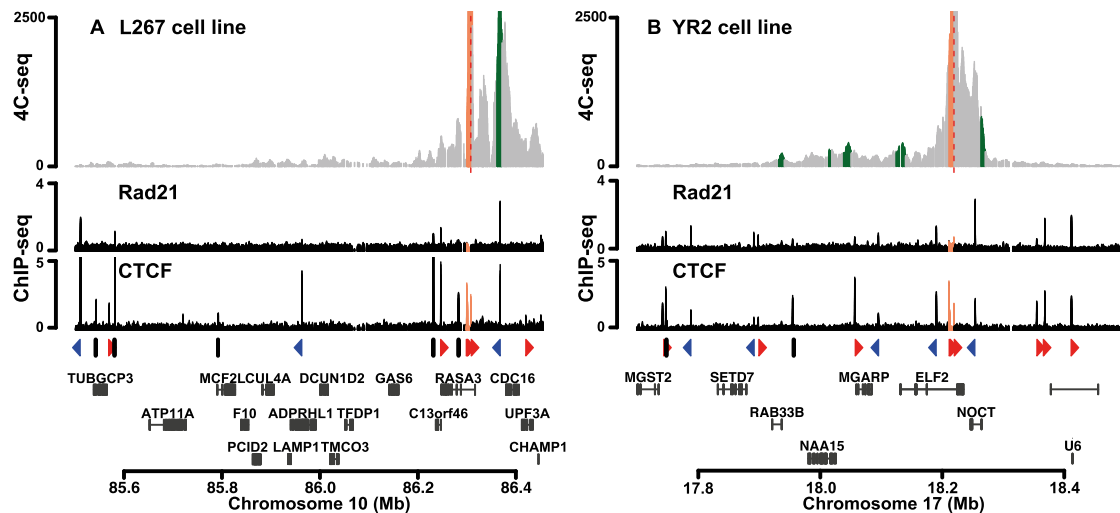 A L267 cell line
2500
0
4C-seq
Rad21
4
0
ChIP-seq
CTCF
5
0
TUBGCP3 MCF2L CUL4A DCUN1D2 GAS6 RASA3 CDC16
ATP11A F10 ADPRHL1 TFDP1 C13orf46 UPF3A
PCID2 LAMP1 TMCO3 CHAMP1
85.6 85.8 86.0 86.2 86.4
Chromosome 10 (Mb)
B YR2 cell line
2500
0
4C-seq
Rad21
4
0
ChIP-seq
CTCF
5
0
MGST2 SETD7 MGARP ELF2
RAB33B NOCT
NAA15 U6
17.8 18.0 18.2 18.4
Chromosome 17 (Mb)